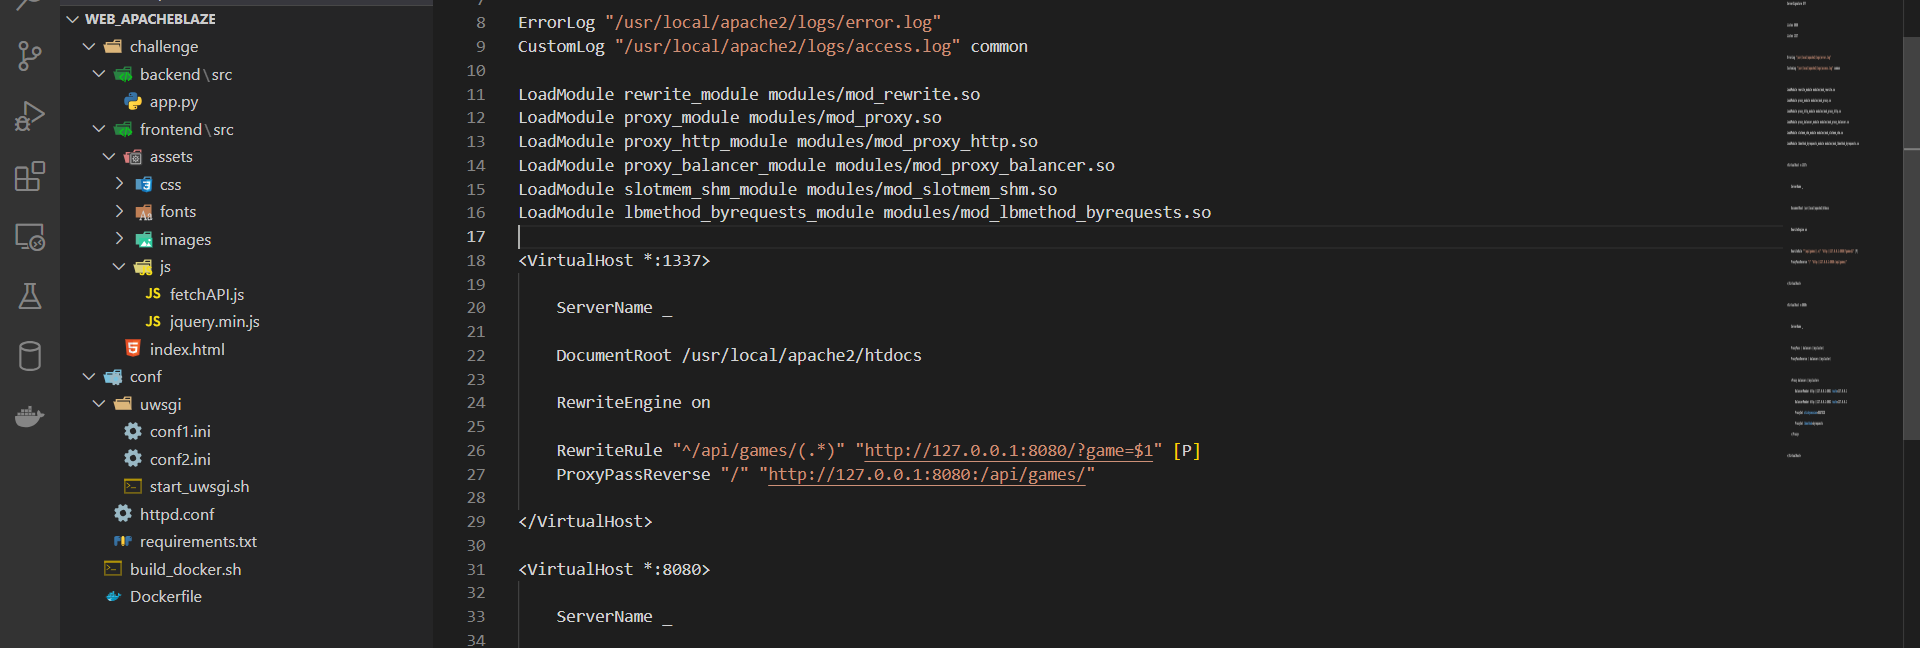 WEB_APACHEBLAZE
challenge
backend\src
app.py
frontend\src
assets
css
fonts
images
js
JS fetchAPI.js
JS jquery.min.js
index.html
conf
uwsgi
conf1.ini
conf2.ini
start_uwsgi.sh
httpd.conf
requirements.txt
build_docker.sh
Dockerfile
8 ErrorLog "/usr/local/apache2/logs/error.log"
9 CustomLog "/usr/local/apache2/logs/access.log" common
10
11 LoadModule rewrite_module modules/mod_rewrite.so
12 LoadModule proxy_module modules/mod_proxy.so
13 LoadModule proxy_http_module modules/mod_proxy_http.so
14 LoadModule proxy_balancer_module modules/mod_proxy_balancer.so
15 LoadModule slotmem_shm_module modules/mod_slotmem_shm.so
16 LoadModule lbmethod_byrequests_module modules/mod_lbmethod_byrequests.so
17
18 <VirtualHost *:1337>
19
20 ServerName _
21
22 DocumentRoot /usr/local/apache2/htdocs
23
24 RewriteEngine on
25
26 RewriteRule "^/api/games/(.*)" "http://127.0.0.1:8080/?game=$1" [P]
27 ProxyPassReverse "/" "http://127.0.0.1:8080:/api/games/"
28
29 </VirtualHost>
30
31 <VirtualHost *:8080>
32
33 ServerName _
34